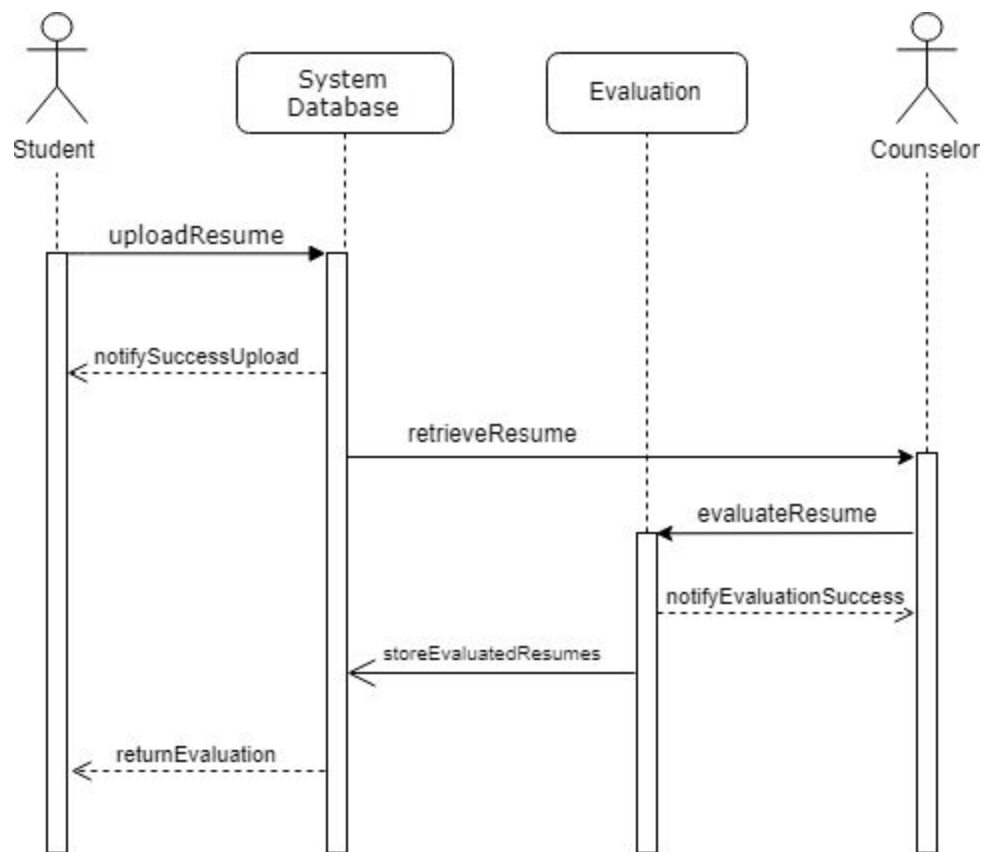 System
Database
Evaluation
Student
Counselor
uploadResume
notifySuccessUpload
retrieveResume
evaluateResume
notifyEvaluationSuccess
storeEvaluatedResumes
returnEvaluation